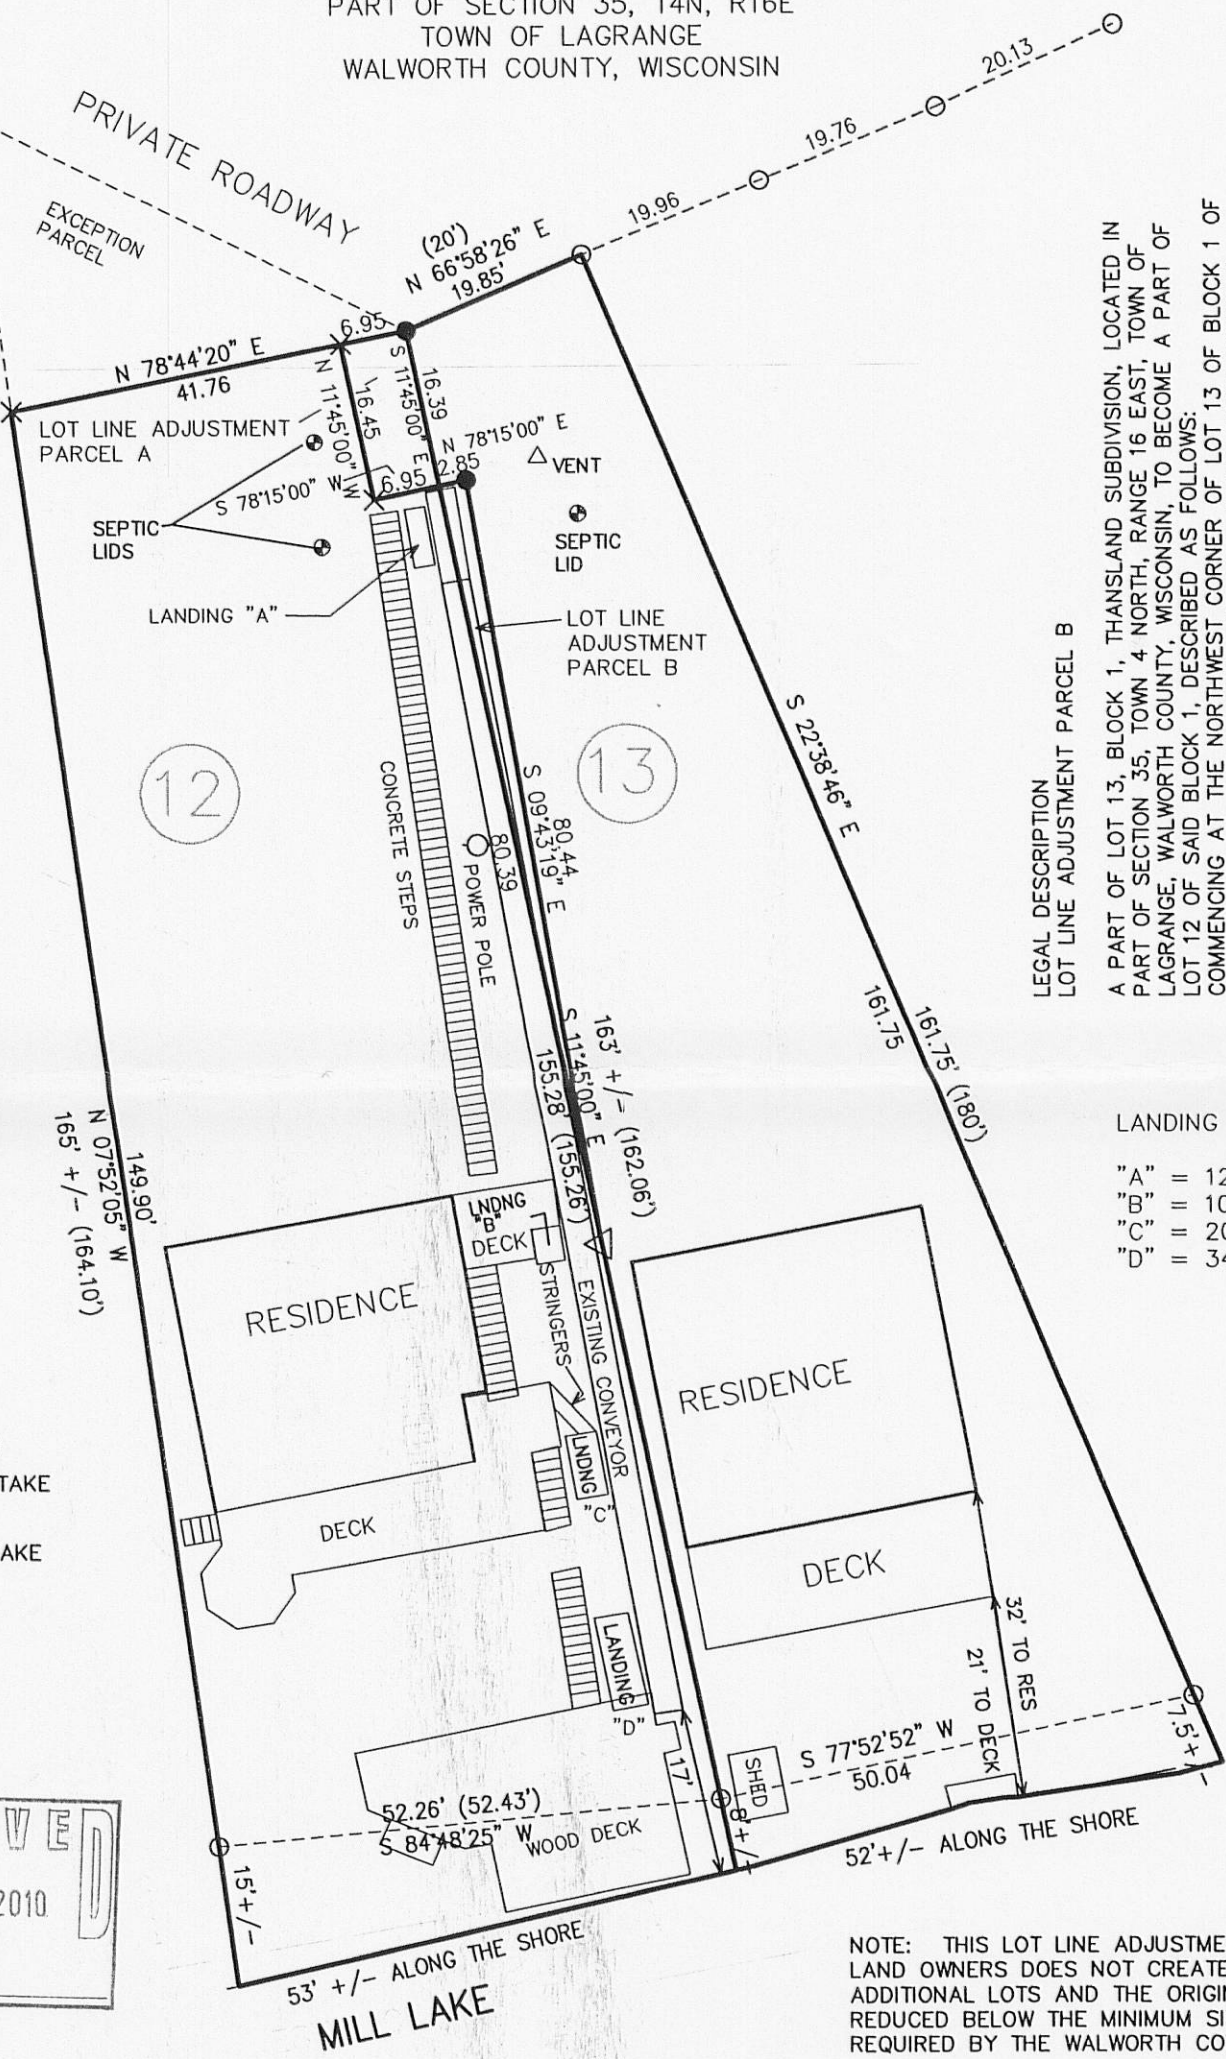 PART OF SECTION 35, T4N, R16E
TOWN OF LAGRANGE
WALWORTH COUNTY, WISCONSIN
PRIVATE ROADWAY
EXCEPTION
PARCEL
20.13
19.76
19.96
(20')
N 66°58'26" E
19.85'
6.95
N 78°44'20" E
41.76
LOT LINE ADJUSTMENT
PARCEL A
N 11°45'00" W
16.45
S 11°45'00" E
16.39
N 78°15'00" E
2.85
6.95
S 78°15'00" W
VENT
SEPTIC
LIDS
SEPTIC
LID
LANDING "A"
LOT LINE
ADJUSTMENT
PARCEL B
12
13
CONCRETE STEPS
POWER POLE
80.39
80.44
S 09°43'19" E
S 22°38'46" E
161.75
161.75' (180')
S 11°45'00" E
155.28' (155.26')
163' +/- (162.06')
149.90'
N 07°52'05" W
165' +/- (164.10')
LEGAL DESCRIPTION
LOT LINE ADJUSTMENT PARCEL B
A PART OF LOT 13, BLOCK 1, THANSLAND SUBDIVISION, LOCATED IN
PART OF SECTION 35, TOWN 4 NORTH, RANGE 16 EAST, TOWN OF
LAGRANGE, WALWORTH COUNTY, WISCONSIN, TO BECOME A PART OF
LOT 12 OF SAID BLOCK 1, DESCRIBED AS FOLLOWS:
COMMENCING AT THE NORTHWEST CORNER OF LOT 13 OF BLOCK 1 OF
LANDING
"A" = 12
"B" = 10
"C" = 20
"D" = 34
LNDNG
"B"
DECK
STRINGERS
EXISTING CONVEYOR
RESIDENCE
RESIDENCE
LNDNG
"C"
DECK
DECK
TAKE
AKE
LANDING
"D"
32' TO RES
21' TO DECK
17'
SHED
S 77°52'52" W
50.04
7.5'+/-
8'+/-
52.26' (52.43')
S 84°48'25" W
WOOD DECK
15'+/-
52'+/- ALONG THE SHORE
53' +/- ALONG THE SHORE
MILL LAKE
VED
2010
NOTE: THIS LOT LINE ADJUSTME
LAND OWNERS DOES NOT CREATE
ADDITIONAL LOTS AND THE ORIGI
REDUCED BELOW THE MINIMUM SI
REQUIRED BY THE WALWORTH CO